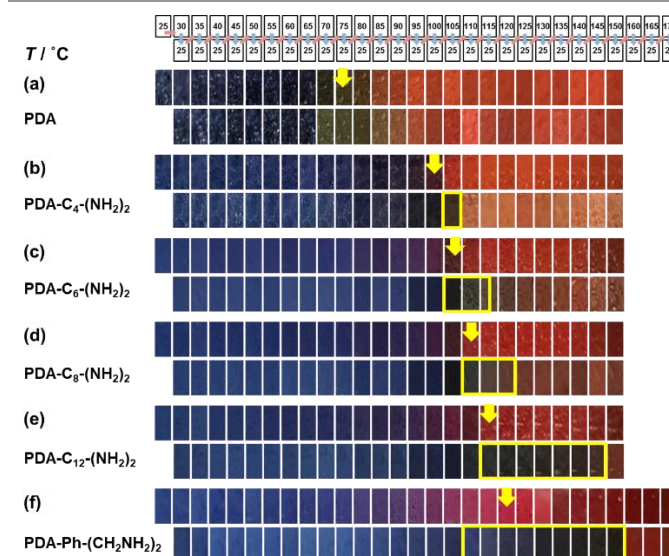 25 30 35 40 45 50 55 60 65 70 75 80 85 90 95 100 105 110 115 120 125 130 135 140 145 150 160 165
25 25 25 25 25 25 25 25 25 25 25 25 25 25 25 25 25 25 25 25 25 25 25 25 25 25 25
T / ˚C
(a)
PDA
(b)
PDA-C₄-(NH₂)₂
(c)
PDA-C₆-(NH₂)₂
(d)
PDA-C₈-(NH₂)₂
(e)
PDA-C₁₂-(NH₂)₂
(f)
PDA-Ph-(CH₂NH₂)₂